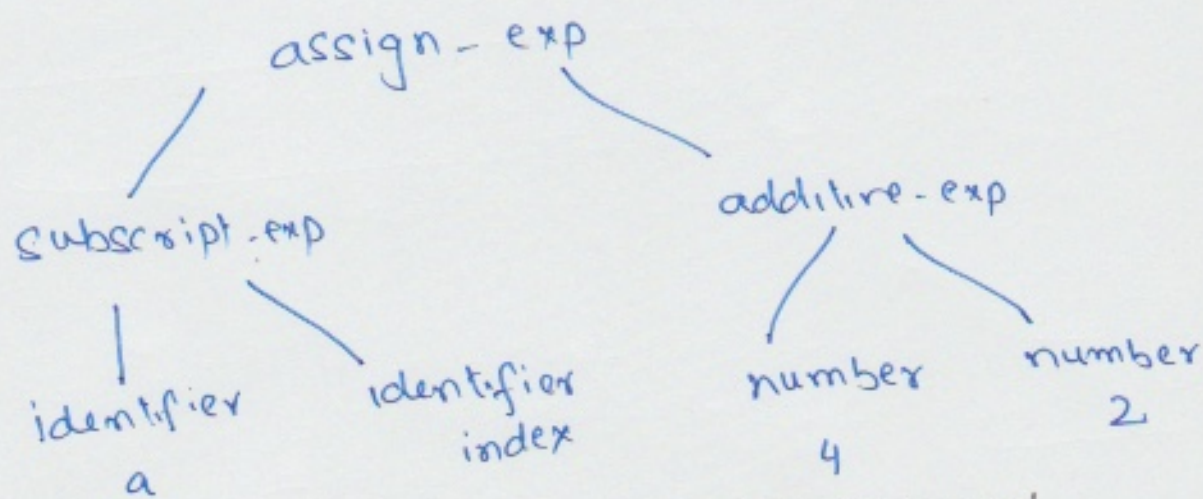 assign-exp
subscript-exp
additive-exp
identifier
identifier
number
number
a
index
4
2